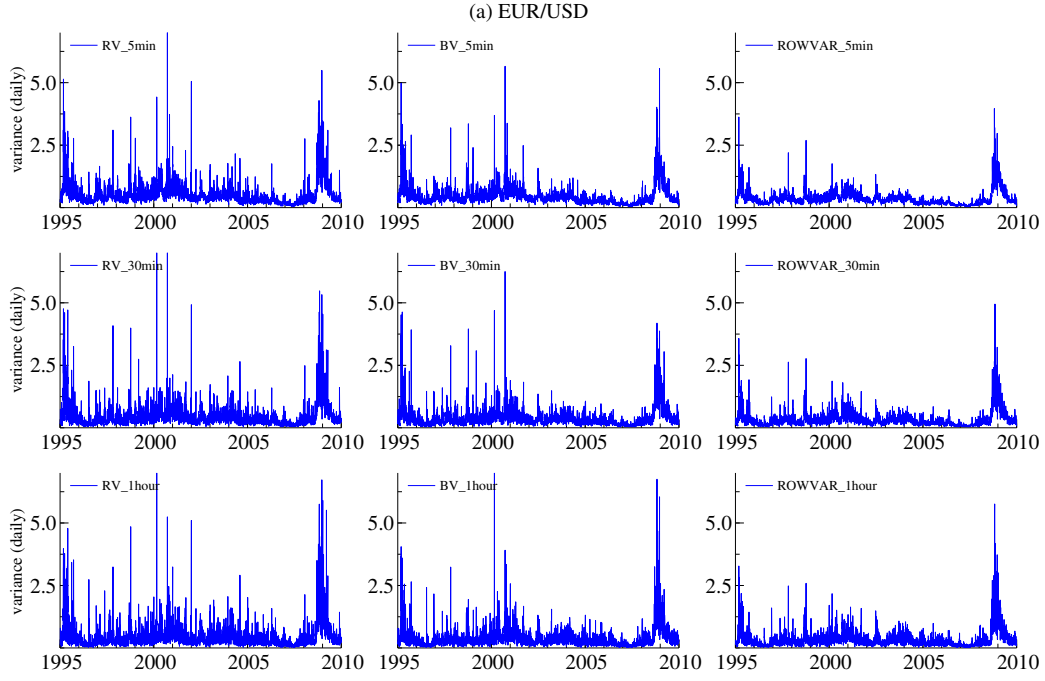 (a) EUR/USD
RV_5min
BV_5min
ROWVAR_5min
variance (daily)
5.0
2.5
5.0
2.5
5.0
2.5
1995 2000 2005 2010
1995 2000 2005 2010
1995 2000 2005 2010
RV_30min
BV_30min
ROWVAR_30min
variance (daily)
5.0
2.5
5.0
2.5
5.0
2.5
1995 2000 2005 2010
1995 2000 2005 2010
1995 2000 2005 2010
RV_1hour
BV_1hour
ROWVAR_1hour
variance (daily)
5.0
2.5
5.0
2.5
5.0
2.5
1995 2000 2005 2010
1995 2000 2005 2010
1995 2000 2005 2010